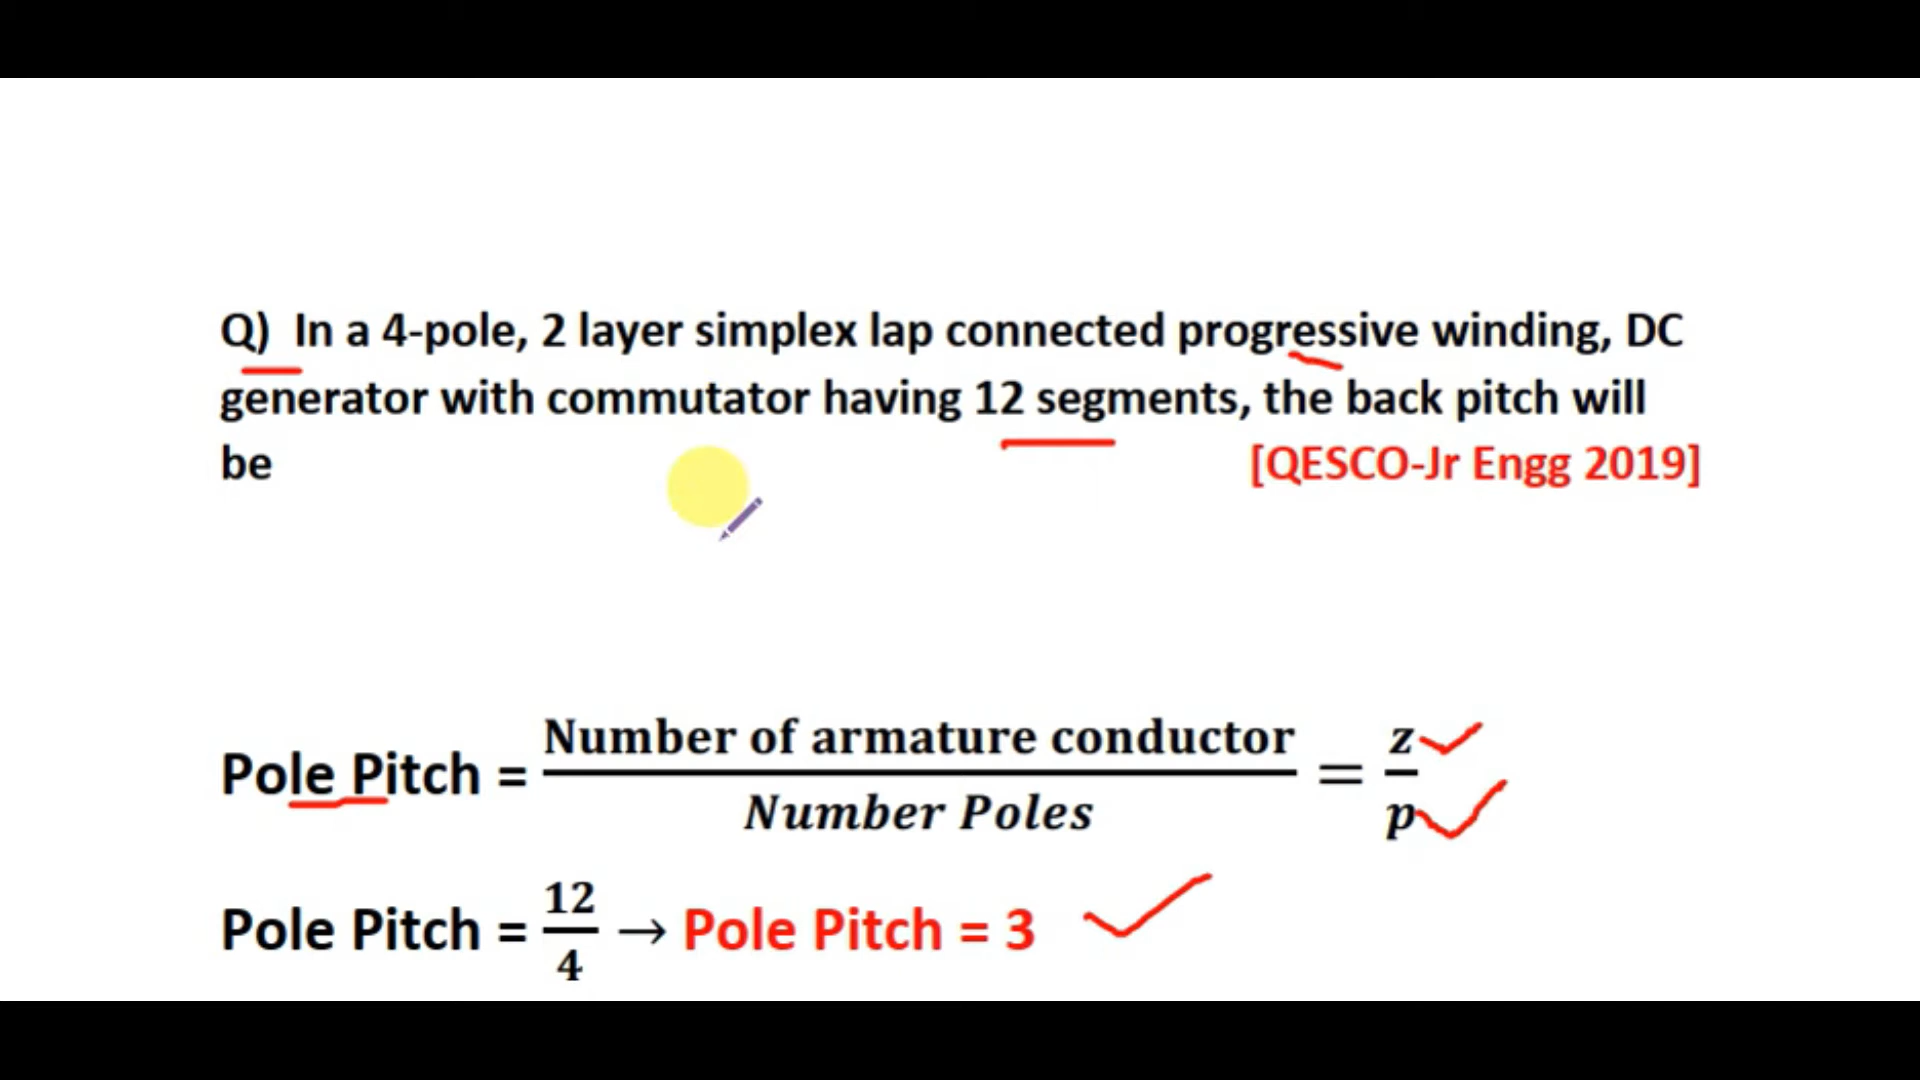 Q) In a 4-pole, 2 layer simplex lap connected progressive winding, DC
generator with commutator having 12 segments, the back pitch will
be [QESCO-Jr Engg 2019]
Pole Pitch = Number of armature conductor / Number Poles = z / p
Pole Pitch = 12 / 4 → Pole Pitch = 3